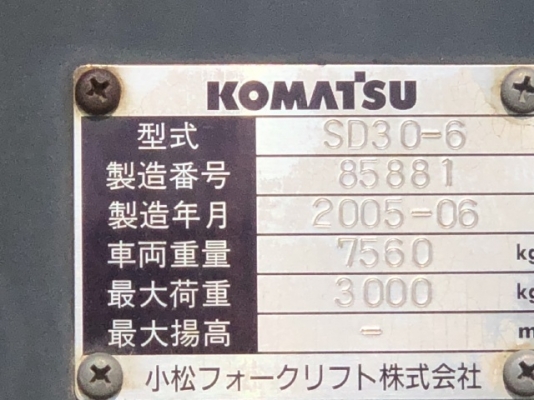 KOMATSU
型式 SD30-6
製造番号 85881
製造年月 2005-06
車両重量 7560 kg
最大荷重 3000 kg
最大揚高 - m
小松フォークリフト株式会社